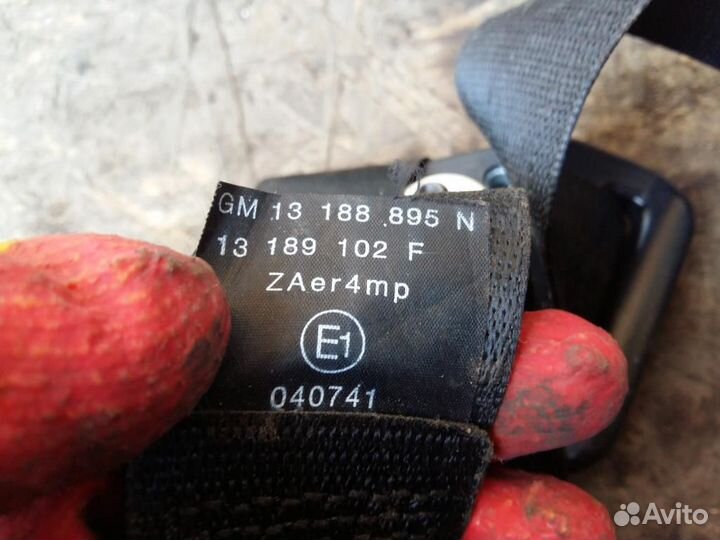 GM 13 188 895 N
13 189 102 F
ZAer4mp
E1
040741
Avito